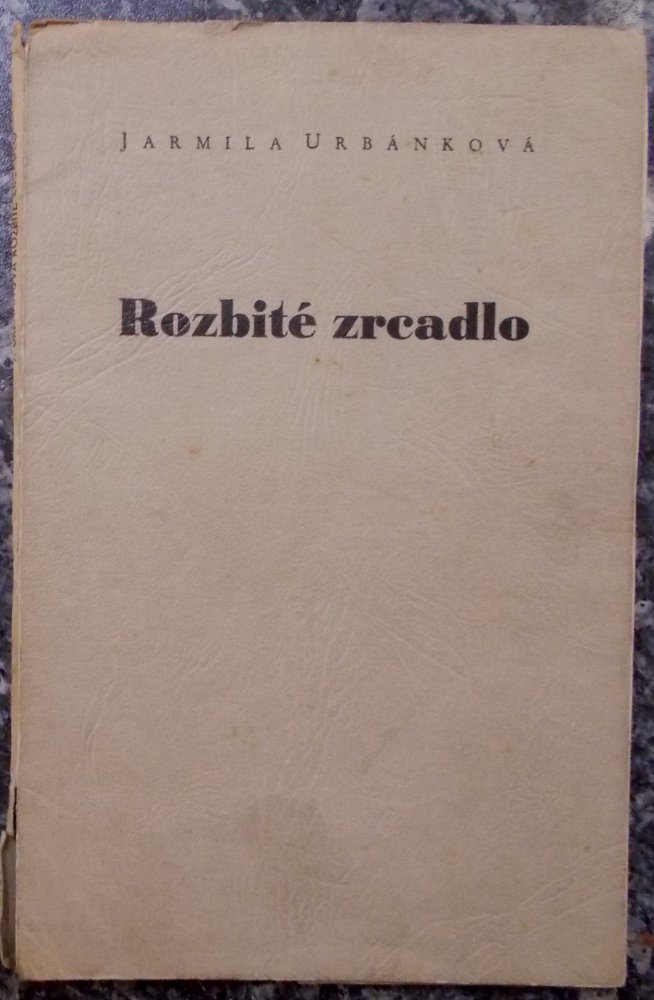 JARMILA URBÁNKOVÁ
Rozbité zrcadlo